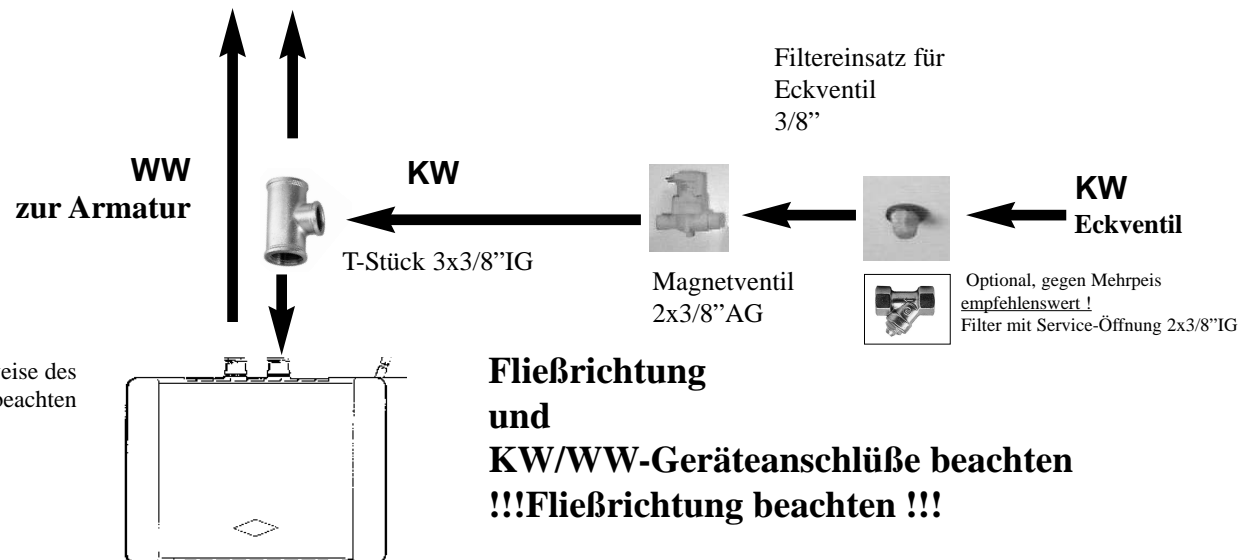 Filtereinsatz für
Eckventil
3/8”
WW
zur Armatur
KW
KW
Eckventil
T-Stück 3x3/8”IG
Magnetventil
2x3/8”AG
Optional, gegen Mehrpeis
empfehlenswert !
Filter mit Service-Öffnung 2x3/8”IG
des
beachten
Fließrichtung
und
KW/WW-Geräteanschlüße beachten
!!!Fließrichtung beachten !!!